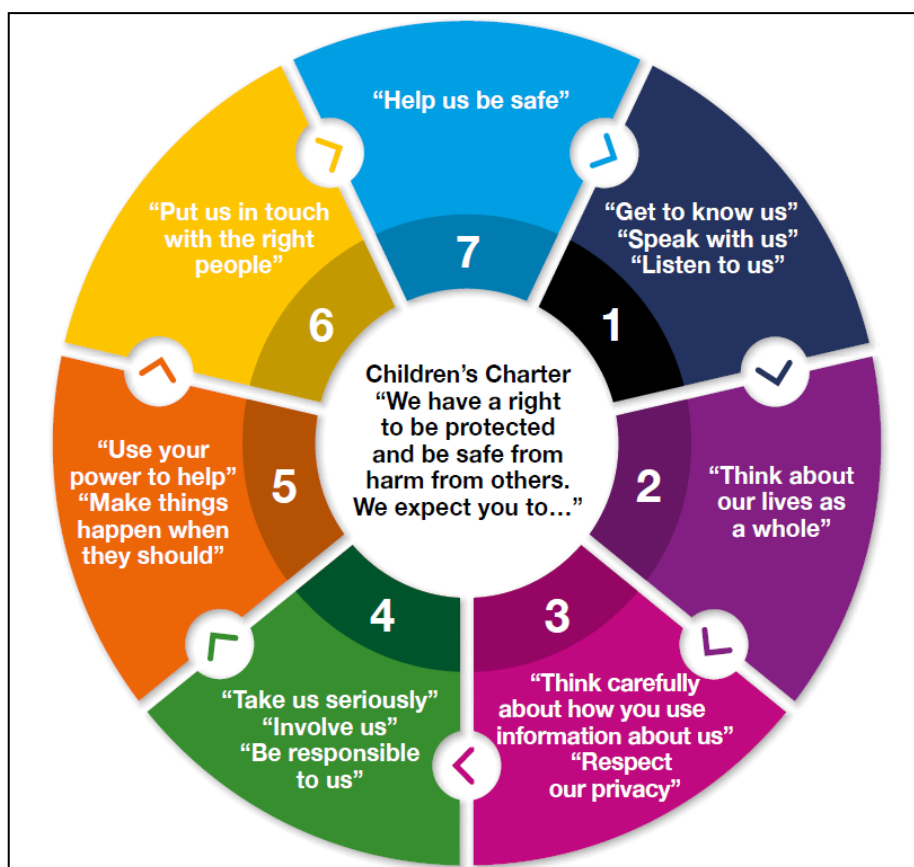 Children’s Charter
“We have a right
to be protected
and be safe from
harm from others.
We expect you to…”
1
“Get to know us”
“Speak with us”
“Listen to us”
2
“Think about
our lives as
a whole”
3
“Think carefully
about how you use
information about us”
“Respect
our privacy”
4
“Take us seriously”
“Involve us”
“Be responsible
to us”
5
“Use your
power to help”
“Make things
happen when
they should”
6
“Put us in touch
with the right
people”
7
“Help us be safe”